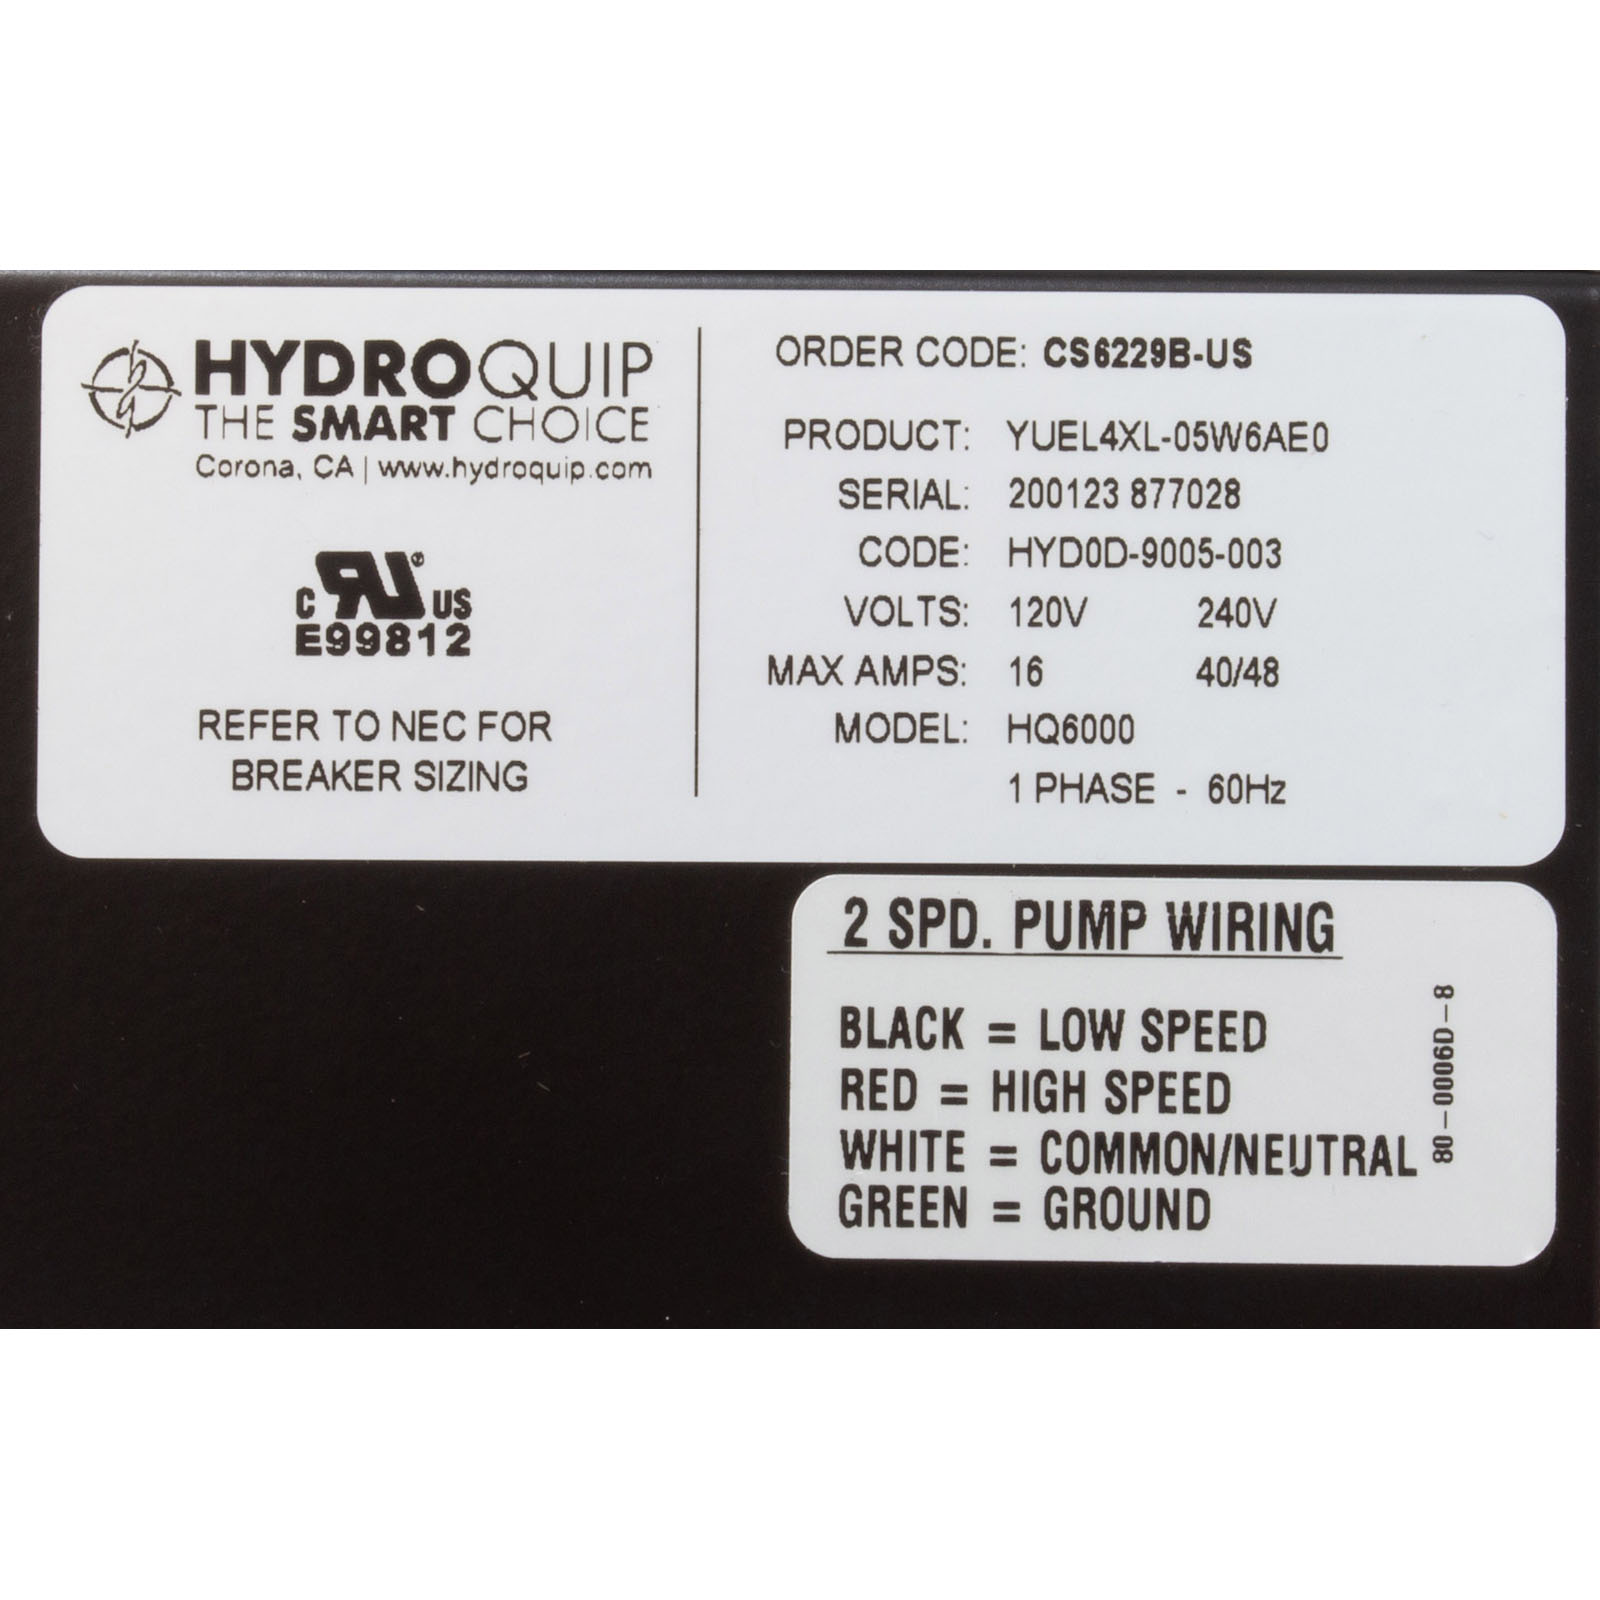 HYDROQUIP
THE SMART CHOICE
Corona, CA | www.hydroquip.com
C RU® US
E99812
REFER TO NEC FOR
BREAKER SIZING
ORDER CODE: CS6229B-US
PRODUCT: YUEL4XL-05W6AE0
SERIAL: 200123 877028
CODE: HYD0D-9005-003
VOLTS: 120V 240V
MAX AMPS: 16 40/48
MODEL: HQ6000
1 PHASE - 60Hz
2 SPD. PUMP WIRING
BLACK = LOW SPEED
RED = HIGH SPEED
WHITE = COMMON/NEUTRAL
GREEN = GROUND
80-0006D-8